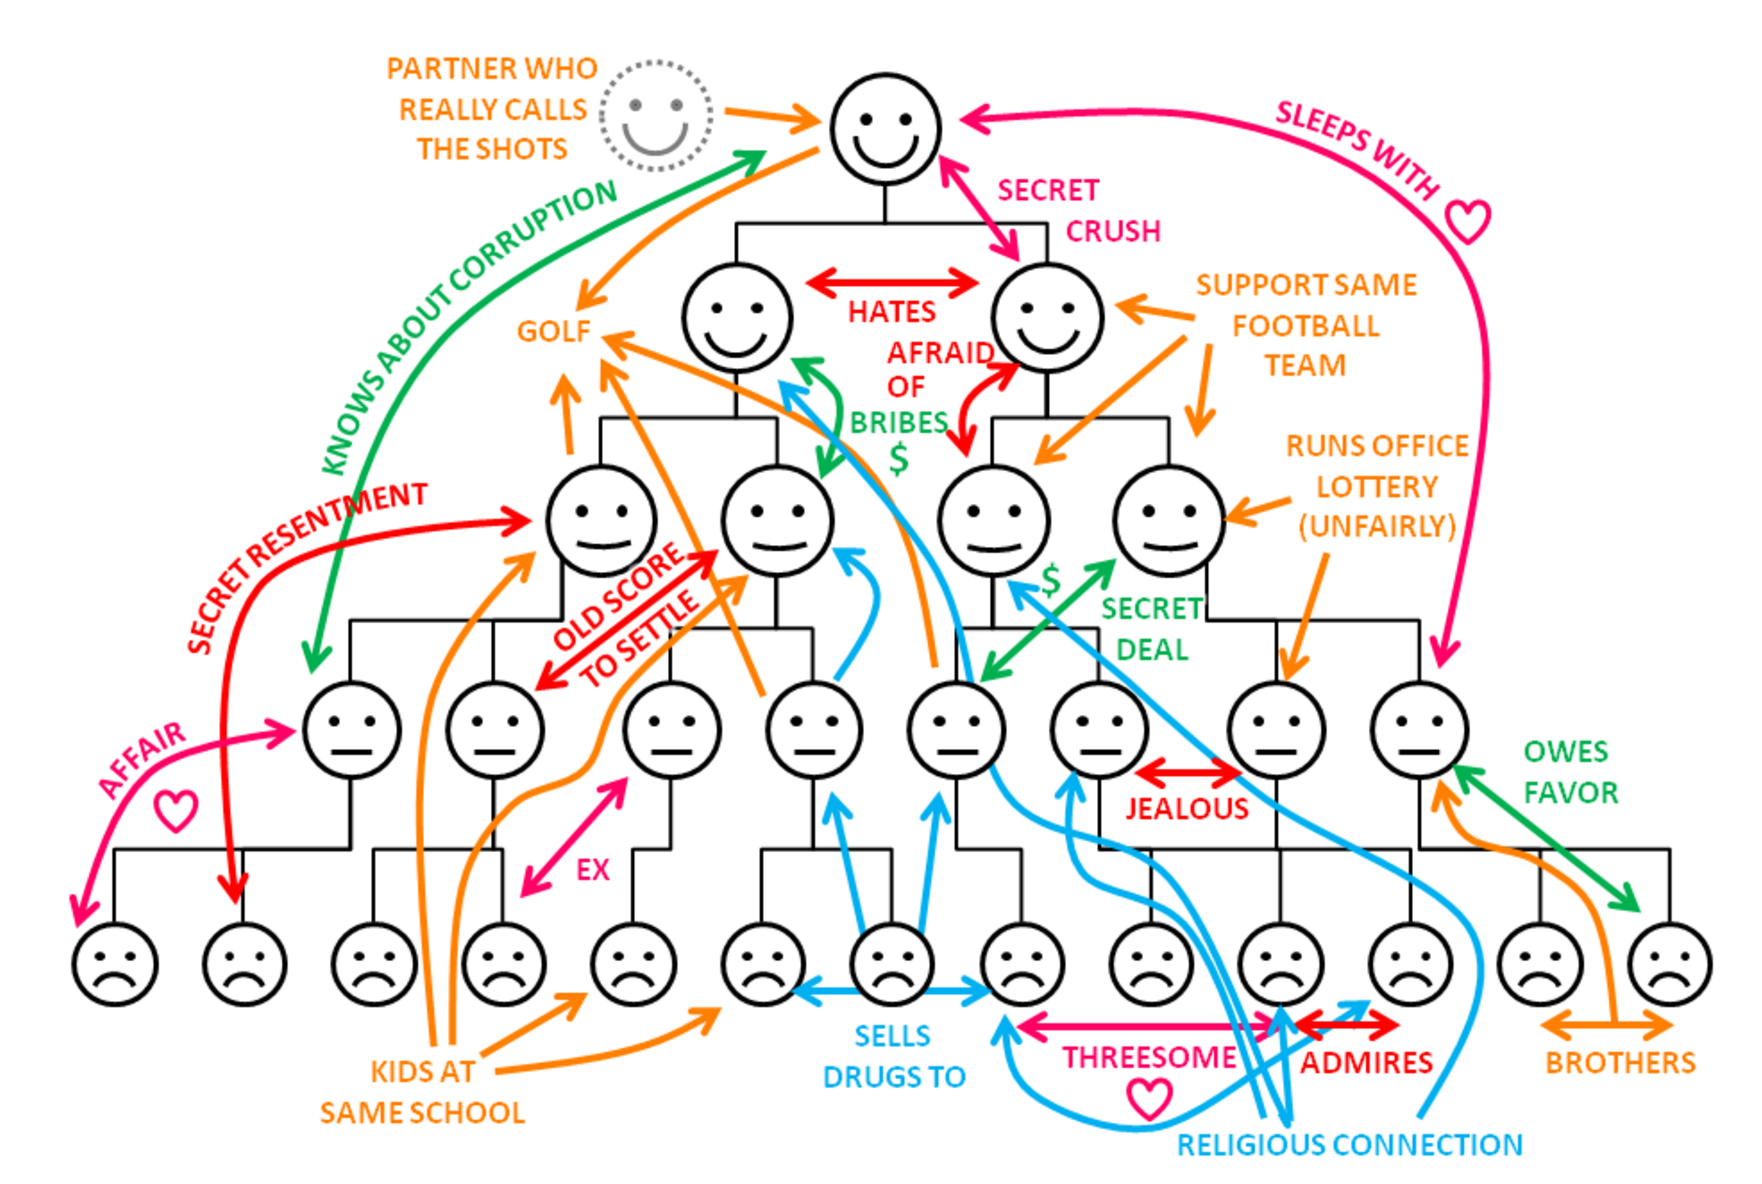 PARTNER WHO
REALLY CALLS
THE SHOTS
SLEEPS WITH
SECRET
CRUSH
KNOWS ABOUT CORRUPTION
GOLF
HATES
SUPPORT SAME
FOOTBALL
TEAM
AFRAID
OF
BRIBES
$
RUNS OFFICE
LOTTERY
(UNFAIRLY)
SECRET RESENTMENT
OLD SCORE
TO SETTLE
$
SECRET
DEAL
AFFAIR
JEALOUS
OWES
FAVOR
EX
SELLS
DRUGS TO
THREESOME
ADMIRES
BROTHERS
KIDS AT
SAME SCHOOL
RELIGIOUS CONNECTION